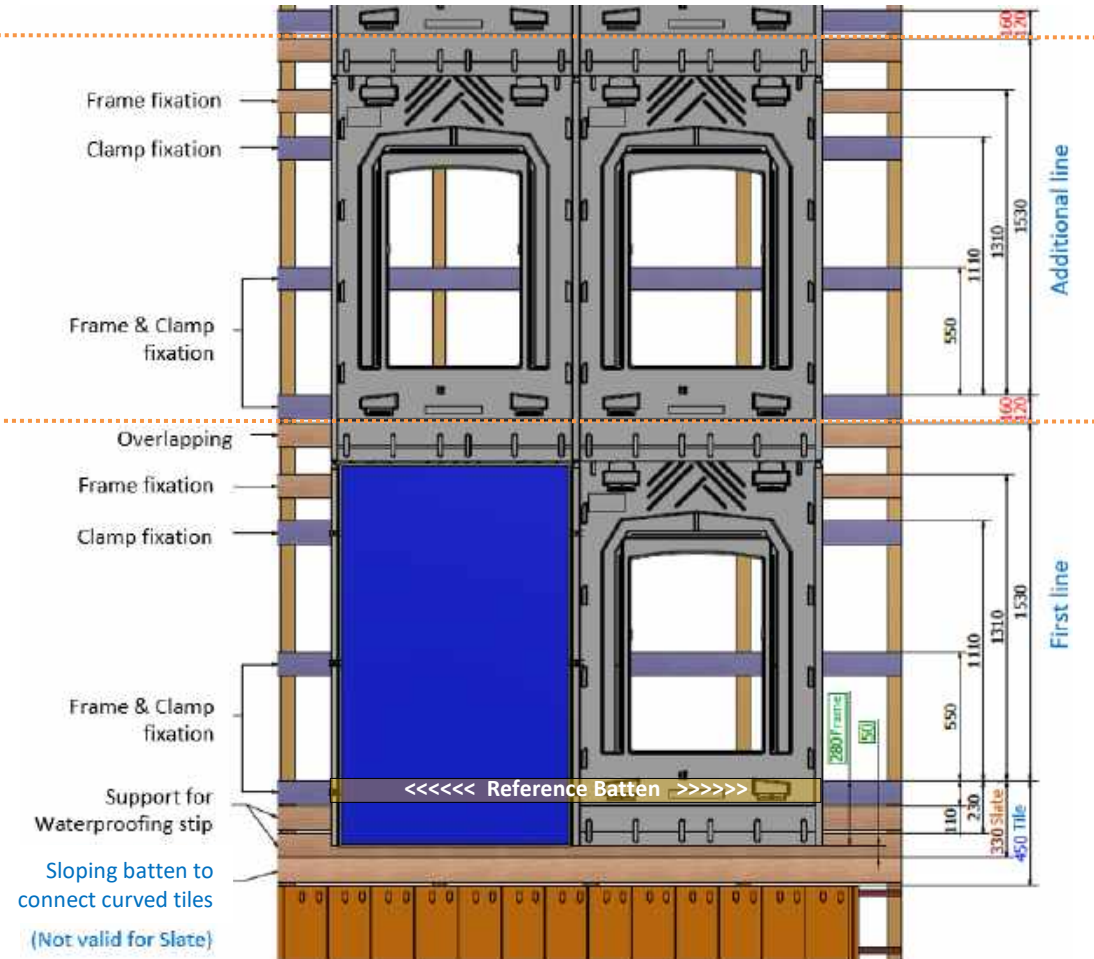 160
120
Frame fixation
Clamp fixation
1110
1310
1530
Additional line
Frame & Clamp
fixation
550
160
120
Overlapping
Frame fixation
Clamp fixation
1110
1310
1530
First line
Frame & Clamp
fixation
280 Frame
50
550
<<<<<< Reference Batten >>>>>>
Support for
Waterproofing stip
110
230
330 Slate
450 Tile
Sloping batten to
connect curved tiles
(Not valid for Slate)